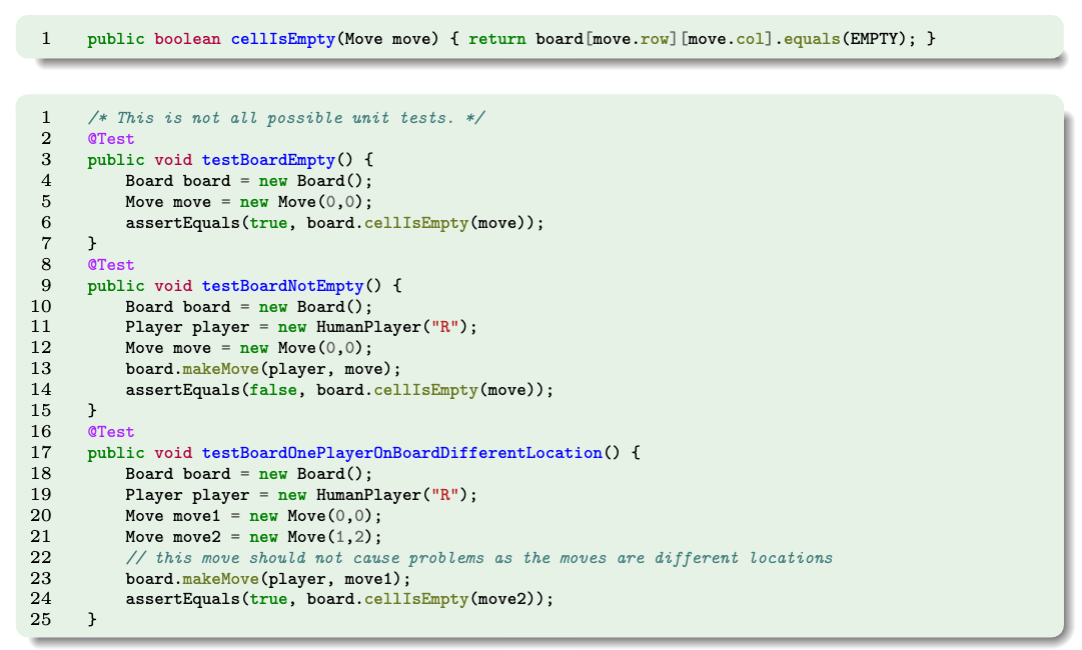 1 public boolean cellIsEmpty(Move move) { return board[move.row][move.col].equals(EMPTY); }
1 /* This is not all possible unit tests. */
2 @Test
3 public void testBoardEmpty() {
4 Board board = new Board();
5 Move move = new Move(0,0);
6 assertEquals(true, board.cellIsEmpty(move));
7 }
8 @Test
9 public void testBoardNotEmpty() {
10 Board board = new Board();
11 Player player = new HumanPlayer("R");
12 Move move = new Move(0,0);
13 board.makeMove(player, move);
14 assertEquals(false, board.cellIsEmpty(move));
15 }
16 @Test
17 public void testBoardOnePlayerOnBoardDifferentLocation() {
18 Board board = new Board();
19 Player player = new HumanPlayer("R");
20 Move move1 = new Move(0,0);
21 Move move2 = new Move(1,2);
22 // this move should not cause problems as the moves are different locations
23 board.makeMove(player, move1);
24 assertEquals(true, board.cellIsEmpty(move2));
25 }